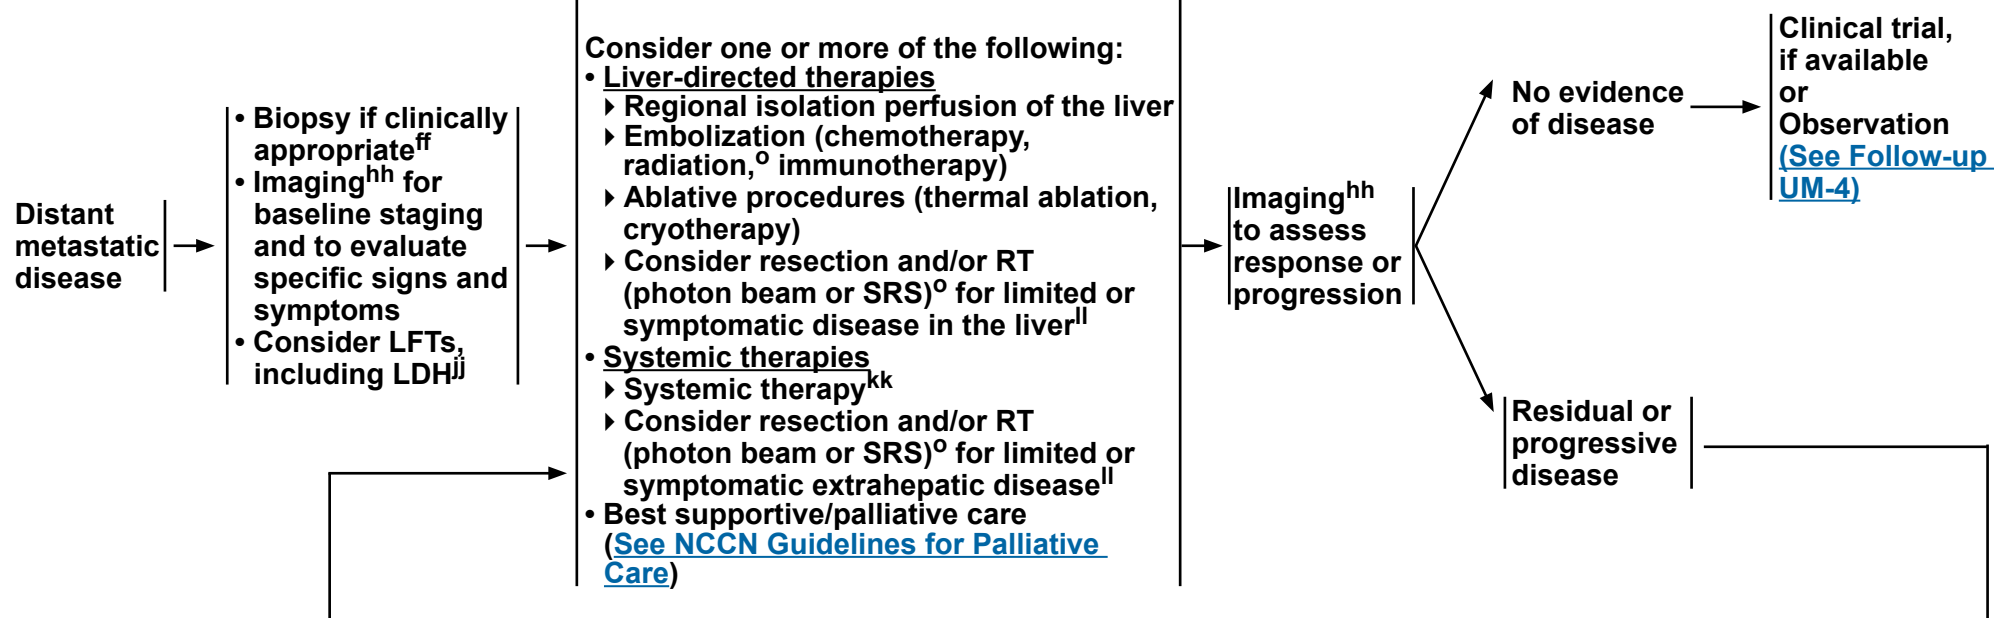 Distant
metastatic
disease
• Biopsy if clinically
appropriateff
• Imaginghh for
baseline staging
and to evaluate
specific signs and
symptoms
• Consider LFTs,
including LDHjj
Consider one or more of the following:
• Liver-directed therapies
Regional isolation perfusion of the liver
Embolization (chemotherapy,
radiation,o immunotherapy)
Ablative procedures (thermal ablation,
cryotherapy)
Consider resection and/or RT
(photon beam or SRS)o for limited or
symptomatic disease in the liverll
• Systemic therapies
Systemic therapykk
Consider resection and/or RT
(photon beam or SRS)o for limited or
symptomatic extrahepatic diseasell
• Best supportive/palliative care
(See NCCN Guidelines for Palliative
Care)
Imaginghh
to assess
response or
progression
No evidence
of disease
Clinical trial,
if available
or
Observation
(See Follow-up
UM-4)
Residual or
progressive
disease